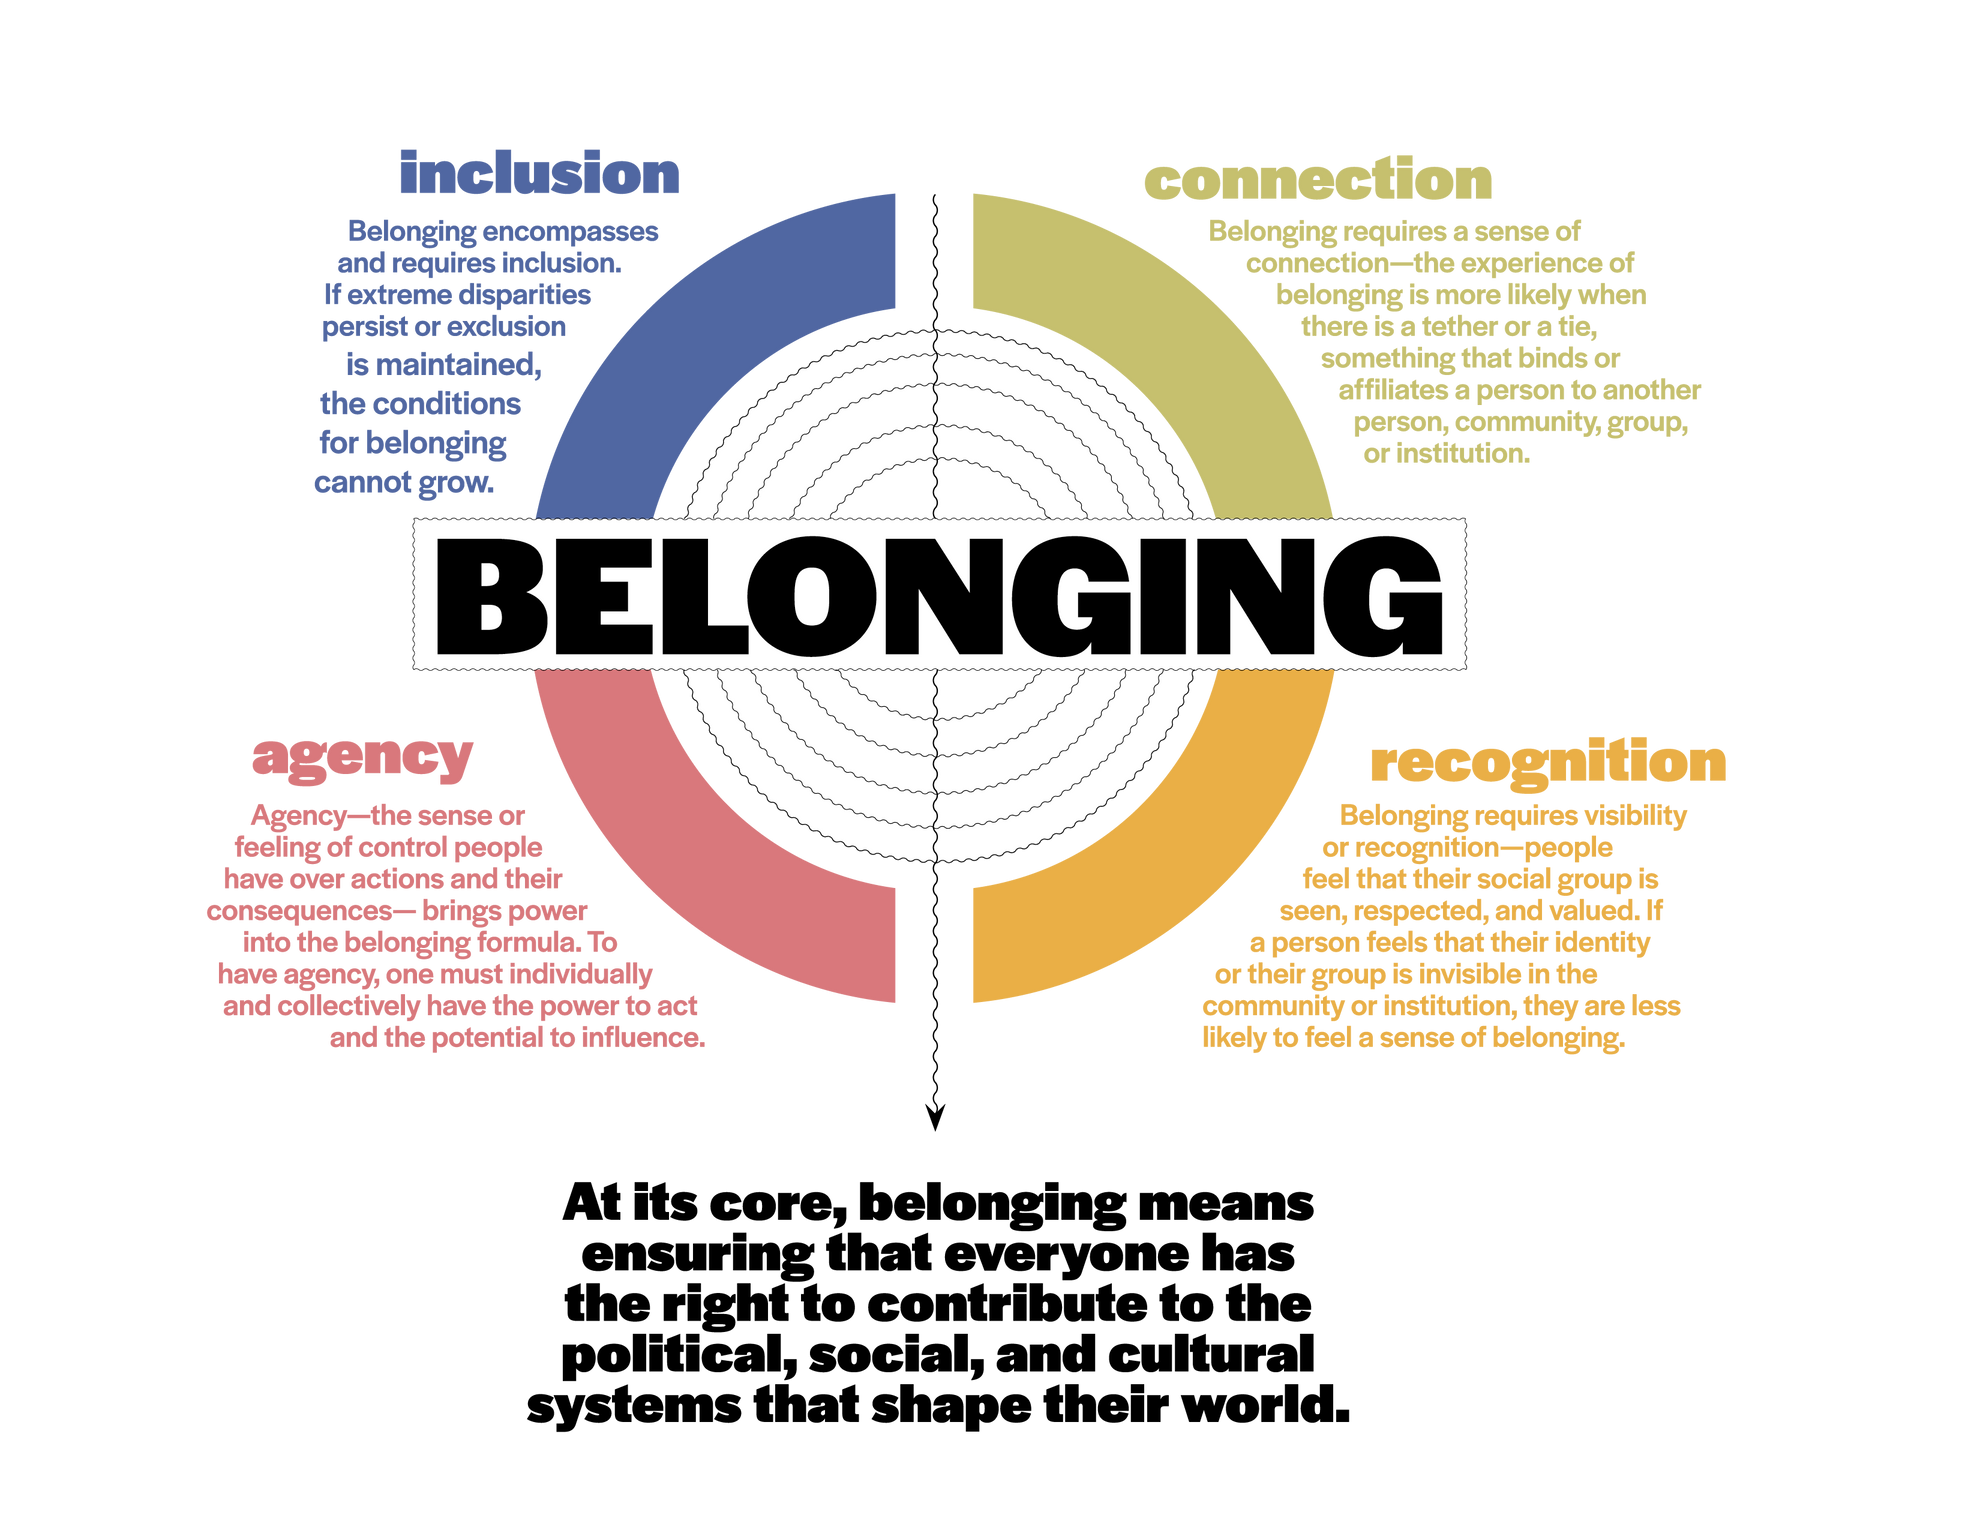 inclusion
Belonging encompasses
and requires inclusion.
If extreme disparities
persist or exclusion
is maintained,
the conditions
for belonging
cannot grow.
connection
Belonging requires a sense of
connection—the experience of
belonging is more likely when
there is a tether or a tie,
something that binds or
affiliates a person to another
person, community, group,
or institution.
BELONGING
agency
Agency—the sense or
feeling of control people
have over actions and their
consequences— brings power
into the belonging formula. To
have agency, one must individually
and collectively have the power to act
and the potential to influence.
recognition
Belonging requires visibility
or recognition—people
feel that their social group is
seen, respected, and valued. If
a person feels that their identity
or their group is invisible in the
community or institution, they are less
likely to feel a sense of belonging.
At its core, belonging means
ensuring that everyone has
the right to contribute to the
political, social, and cultural
systems that shape their world.